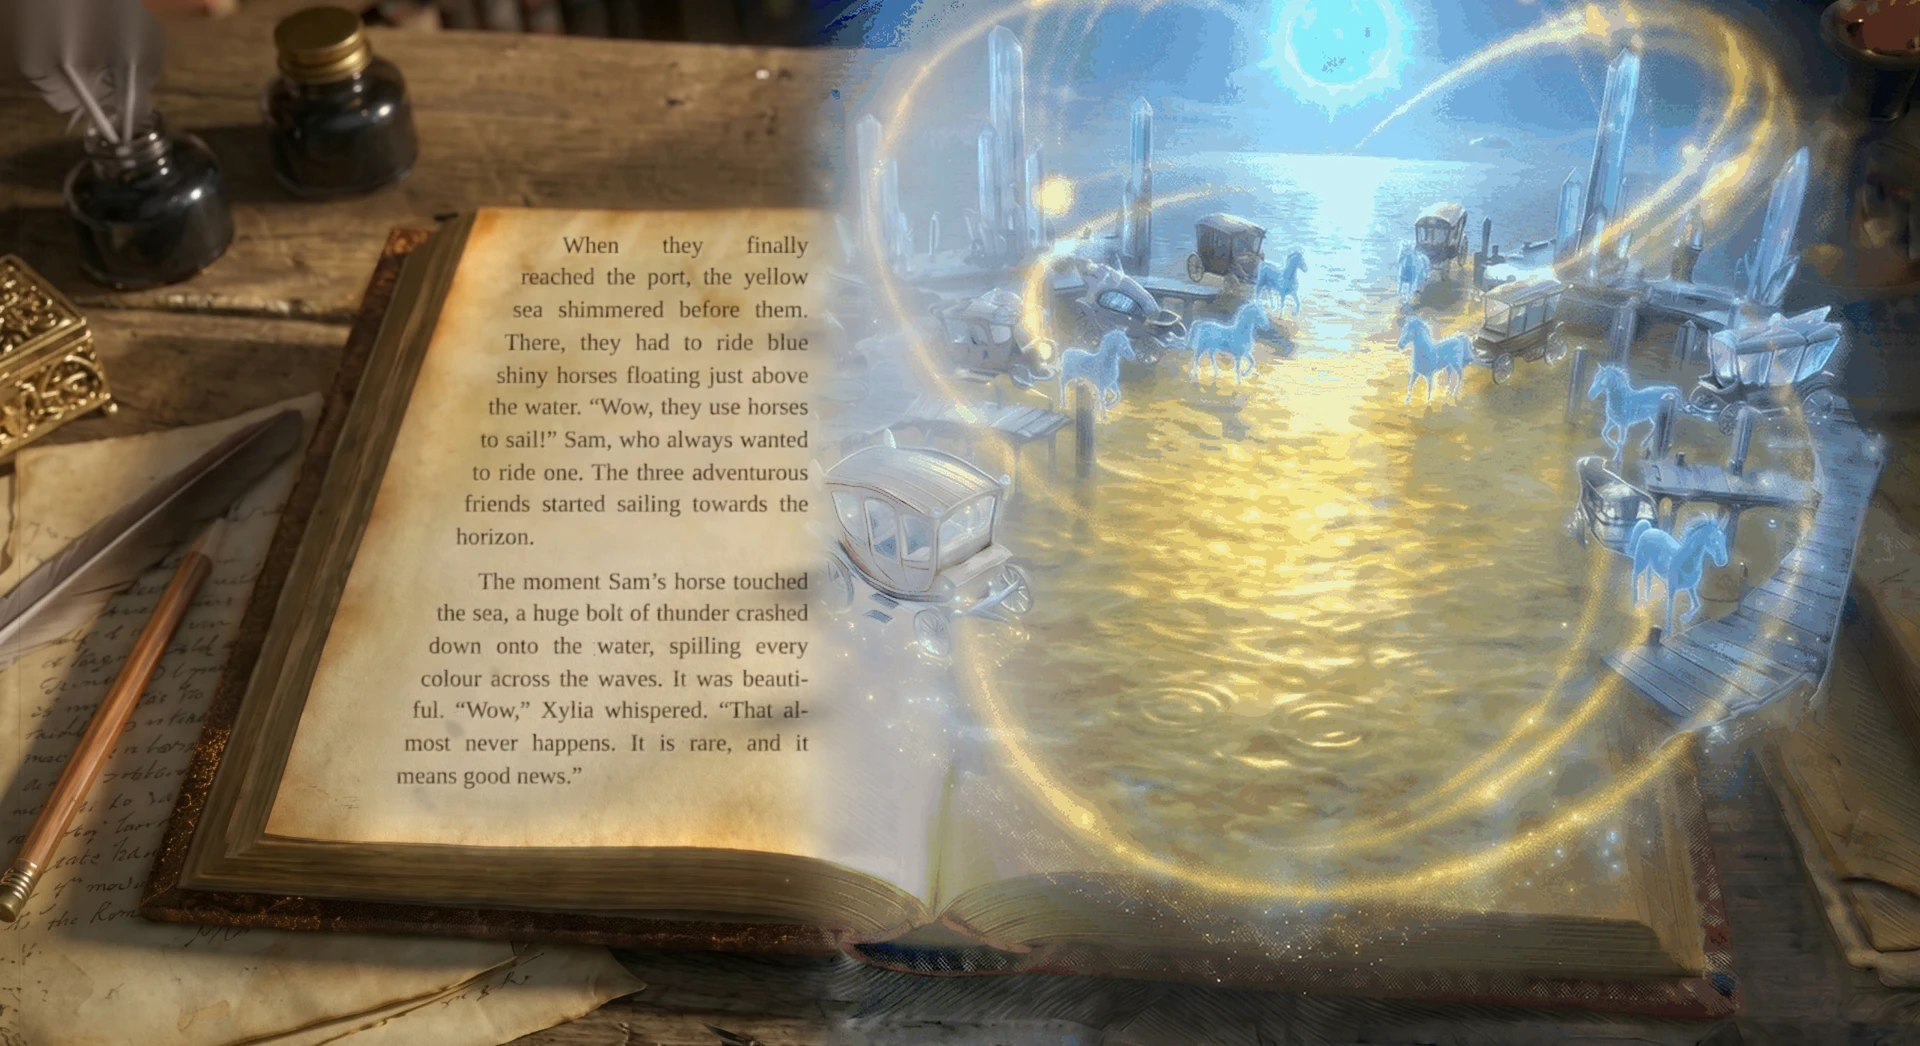 When they finally
reached the port, the yellow
sea shimmered before them.
There, they had to ride blue
shiny horses floating just above
the water. “Wow, they use horses
to sail!” Sam, who always wanted
to ride one. The three adventurous
friends started sailing towards the
horizon.
The moment Sam’s horse touched
the sea, a huge bolt of thunder crashed
down onto the water, spilling every
colour across the waves. It was beauti-
ful. “Wow,” Xylia whispered. “That al-
most never happens. It is rare, and it
means good news.”